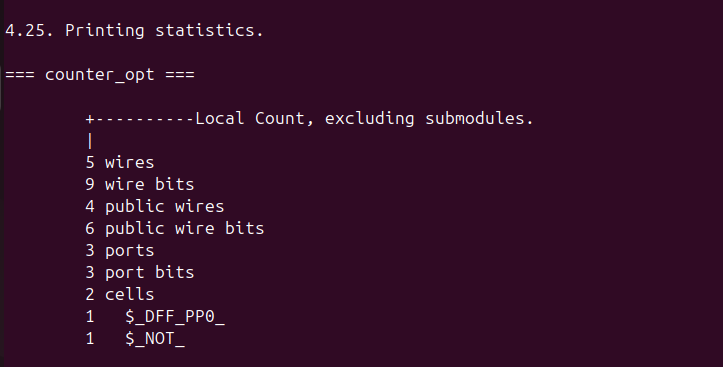 4.25. Printing statistics.
=== counter_opt ===
+----------Local Count, excluding submodules.
|
5 wires
9 wire bits
4 public wires
6 public wire bits
3 ports
3 port bits
2 cells
1   $_DFF_PP0_
1   $_NOT_